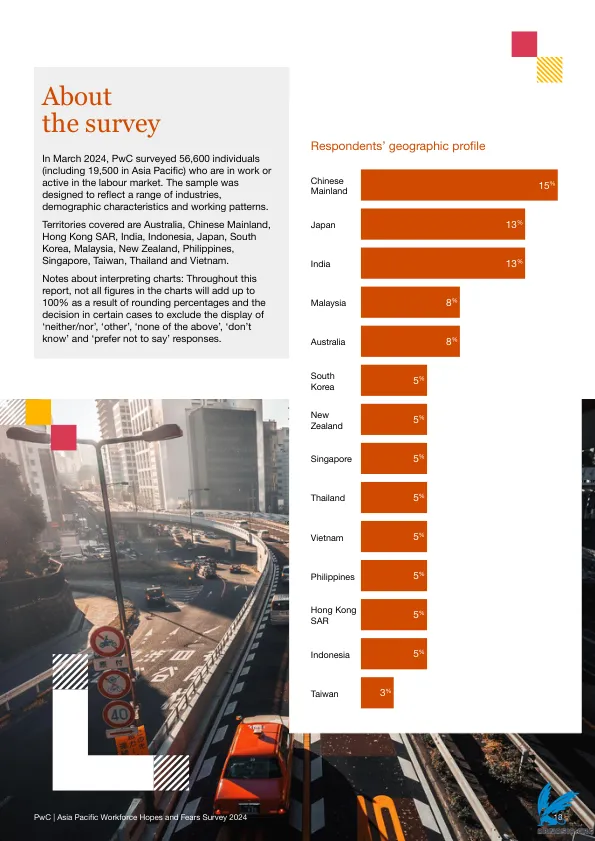 About
the survey
In March 2024, PwC surveyed 56,600 individuals
(including 19,500 in Asia Pacific) who are in work or
active in the labour market. The sample was
designed to reflect a range of industries,
demographic characteristics and working patterns.
Territories covered are Australia, Chinese Mainland,
Hong Kong SAR, India, Indonesia, Japan, South
Korea, Malaysia, New Zealand, Philippines,
Singapore, Taiwan, Thailand and Vietnam.
Notes about interpreting charts: Throughout this
report, not all figures in the charts will add up to
100% as a result of rounding percentages and the
decision in certain cases to exclude the display of
‘neither/nor’, ‘other’, ‘none of the above’, ‘don’t
know’ and ‘prefer not to say’ responses.
Respondents’ geographic profile
Chinese
Mainland
15%
Japan
13%
India
13%
Malaysia
8%
Australia
8%
South
Korea
5%
New
Zealand
5%
Singapore
5%
Thailand
5%
Vietnam
5%
Philippines
5%
Hong Kong
SAR
5%
Indonesia
5%
Taiwan
3%
40
PwC | Asia Pacific Workforce Hopes and Fears Survey 2024
18